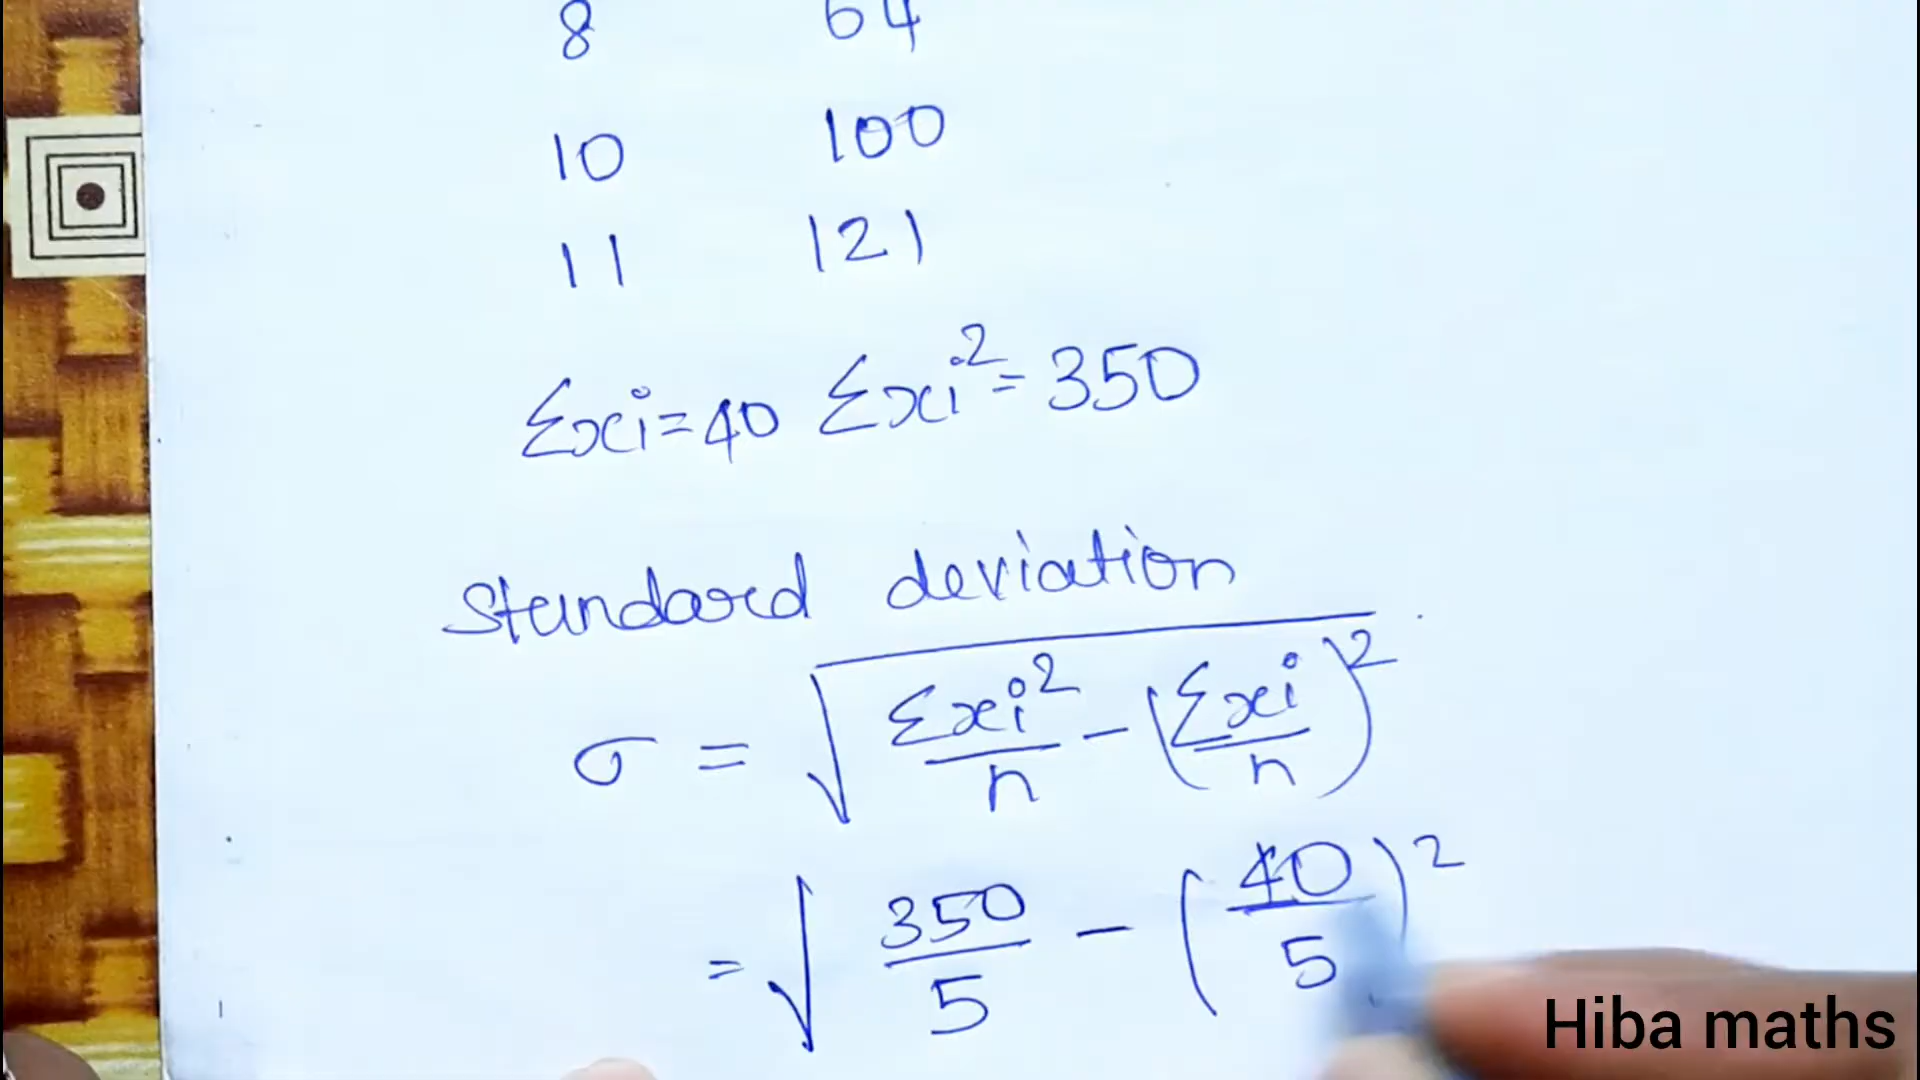 8 64
10 100
11 121
Σxi=40 Σxi²=350
Standard deviation
σ = √(Σxi²/n - (Σxi/n)²)
= √(350/5 - (40/5)²
Hiba maths